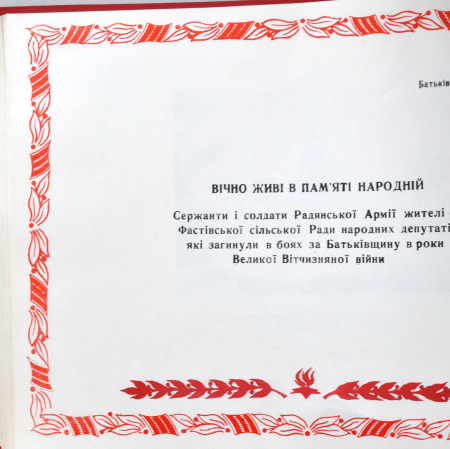 Батьків
ВІЧНО ЖИВІ В ПАМ'ЯТІ НАРОДНІЙ
Сержанти і солдати Радянської Армії жителі
Фастівської сільської Ради народних депутаті
які загинули в боях за Батьківщину в роки
Великої Вітчизняної війни